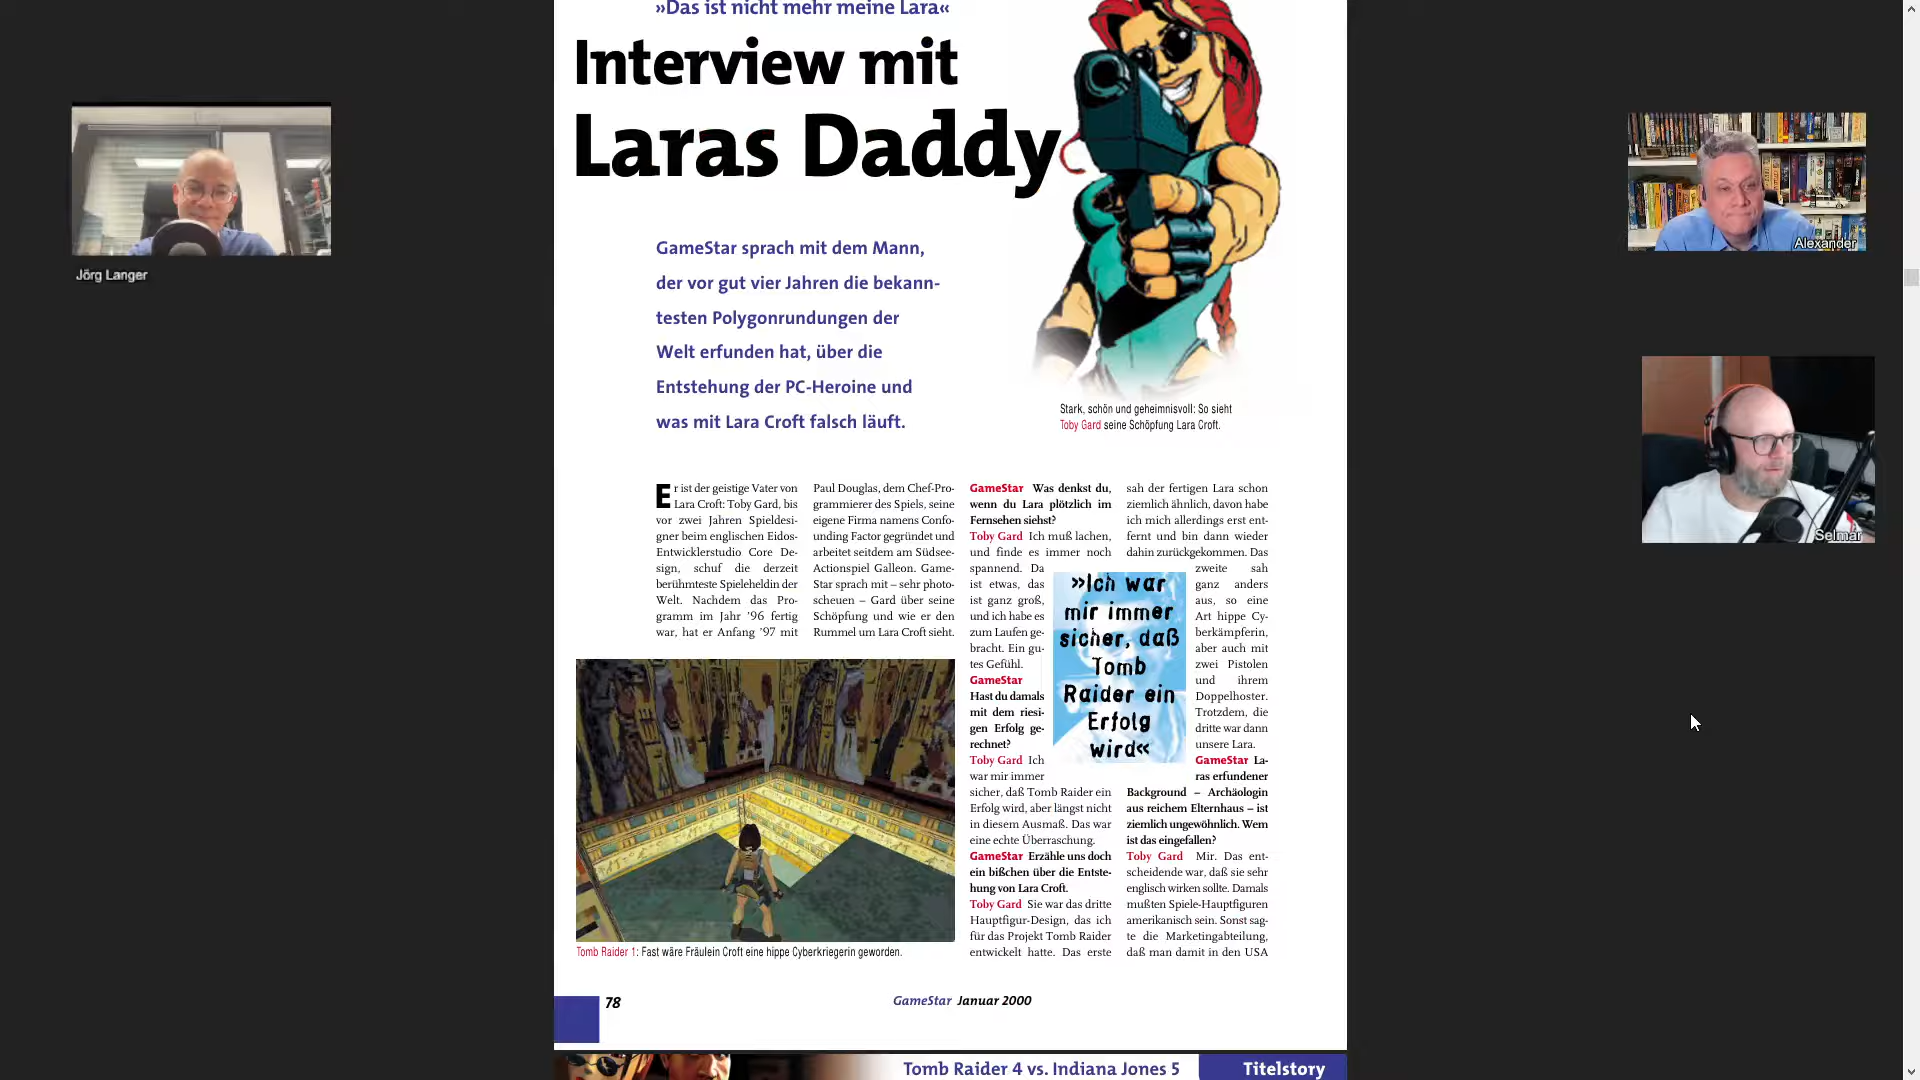 »Das ist nicht mehr meine Lara«
Interview mit
Laras Daddy
GameStar sprach mit dem Mann,
der vor gut vier Jahren die bekann-
testen Polygonrundungen der
Welt erfunden hat, über die
Entstehung der PC-Heroine und
was mit Lara Croft falsch läuft.
Stark, schön und geheimnisvoll: So sieht
Toby Gard seine Schöpfung Lara Croft.
Er ist der geistige Vater von
Lara Croft: Toby Gard, bis
vor zwei Jahren Spieldesi-
gner beim englischen Eidos-
Entwicklerstudio Core De-
sign, schuf die derzeit
berühmteste Spieleheldin der
Welt. Nachdem das Pro-
gramm im Jahr '96 fertig
war, hat er Anfang '97 mit
Paul Douglas, dem Chef-Pro-
grammierer des Spiels, seine
eigene Firma namens Confo-
unding Factor gegründet und
arbeitet seitdem am Südsee-
Actionspiel Galleon. Game-
Star sprach mit – sehr photo-
scheuen – Gard über seine
Schöpfung und wie er den
Rummel um Lara Croft sieht.
Tomb Raider 1: Fast wäre Fräulein Croft eine hippe Cyberkriegerin geworden.
GameStar Was denkst du,
wenn du Lara plötzlich im
Fernsehen siehst?
Toby Gard Ich muß lachen,
und finde es immer noch
spannend. Da
ist etwas, das
ist ganz groß,
und ich habe es
zum Laufen ge-
bracht. Ein gu-
tes Gefühl.
GameStar
Hast du damals
mit dem riesi-
gen Erfolg ge-
rechnet?
Toby Gard Ich
war mir immer
sicher, daß Tomb Raider ein
Erfolg wird, aber längst nicht
in diesem Ausmaß. Das war
eine echte Überraschung.
GameStar Erzähle uns doch
ein bißchen über die Entste-
hung von Lara Croft.
Toby Gard Sie war das dritte
Hauptfigur-Design, das ich
für das Projekt Tomb Raider
entwickelt hatte. Das erste
»Ich war
mir immer
sicher, daß
Tomb
Raider ein
Erfolg
wird«
sah der fertigen Lara schon
ziemlich ähnlich, davon habe
ich mich allerdings erst ent-
fernt und bin dann wieder
dahin zurückgekommen. Das
zweite sah
ganz anders
aus, so eine
Art hippe Cy-
berkämpferin,
aber auch mit
zwei Pistolen
und ihrem
Doppelhoster.
Trotzdem, die
dritte war dann
unsere Lara.
GameStar La-
ras erfundener
Background – Archäologin
aus reichem Elternhaus – ist
ziemlich ungewöhnlich. Wem
ist das eingefallen?
Toby Gard Mir. Das ent-
scheidende war, daß sie sehr
englisch wirken sollte. Damals
mußten Spiele-Hauptfiguren
amerikanisch sein. Sonst sag-
te die Marketingabteilung,
daß man damit in den USA
78
GameStar Januar 2000
Tomb Raider 4 vs. Indiana Jones 5
Titelstory
Jörg Langer
Alexander
Selmar